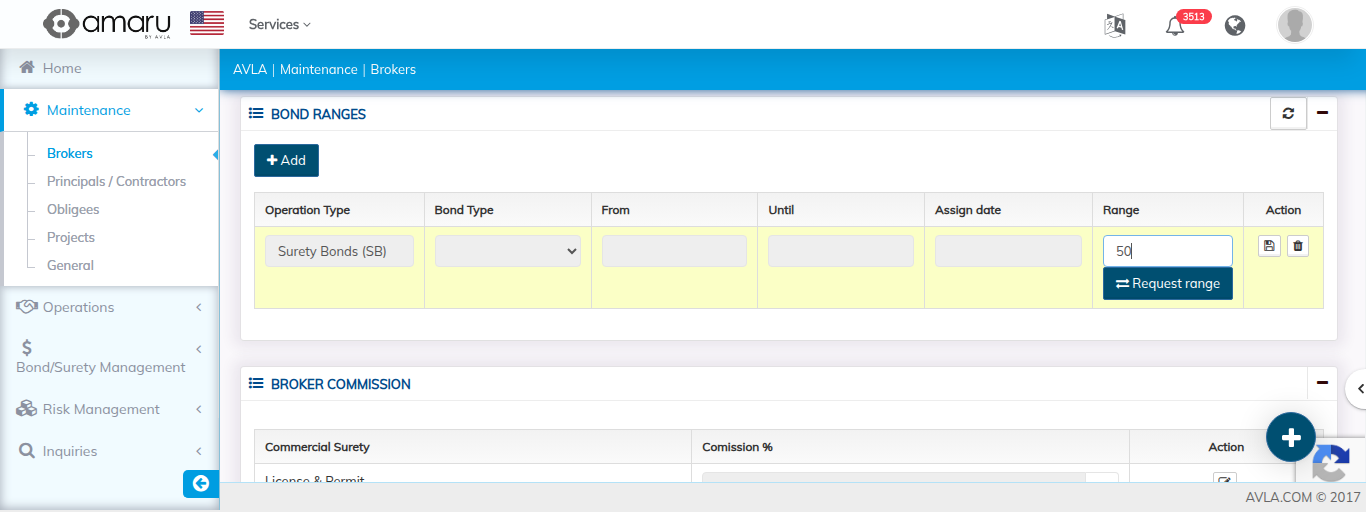 amaru
BY AVLA
Services
3513
Home
AVLA | Maintenance | Brokers
Maintenance
Brokers
Principals / Contractors
Obligees
Projects
General
Operations
Bond/Surety Management
Risk Management
Inquiries
BOND RANGES
Add
Operation Type Bond Type From Until Assign date Range Action
Surety Bonds (SB) 50
Request range
BROKER COMMISSION
Commercial Surety Comission % Action
License & Permit
AVLA.COM © 2017